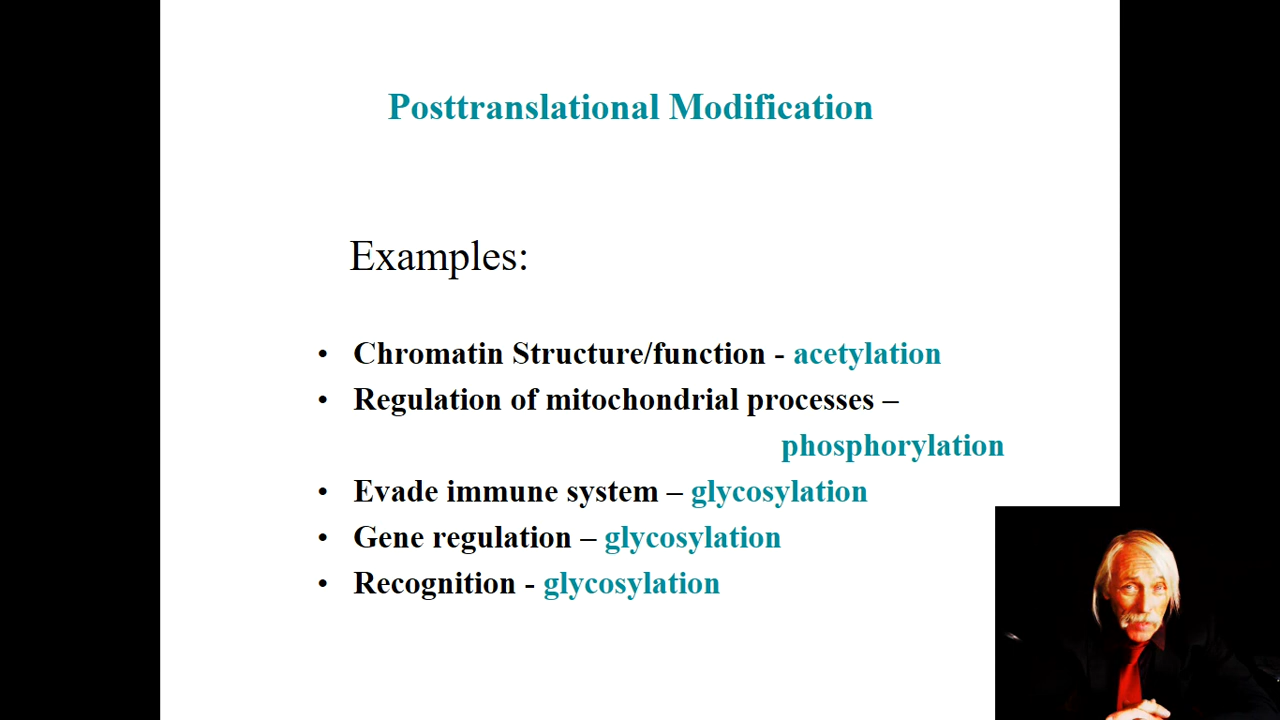 Posttranslational Modification
Examples:
• Chromatin Structure/function - acetylation
• Regulation of mitochondrial processes –
phosphorylation
• Evade immune system – glycosylation
• Gene regulation – glycosylation
• Recognition - glycosylation